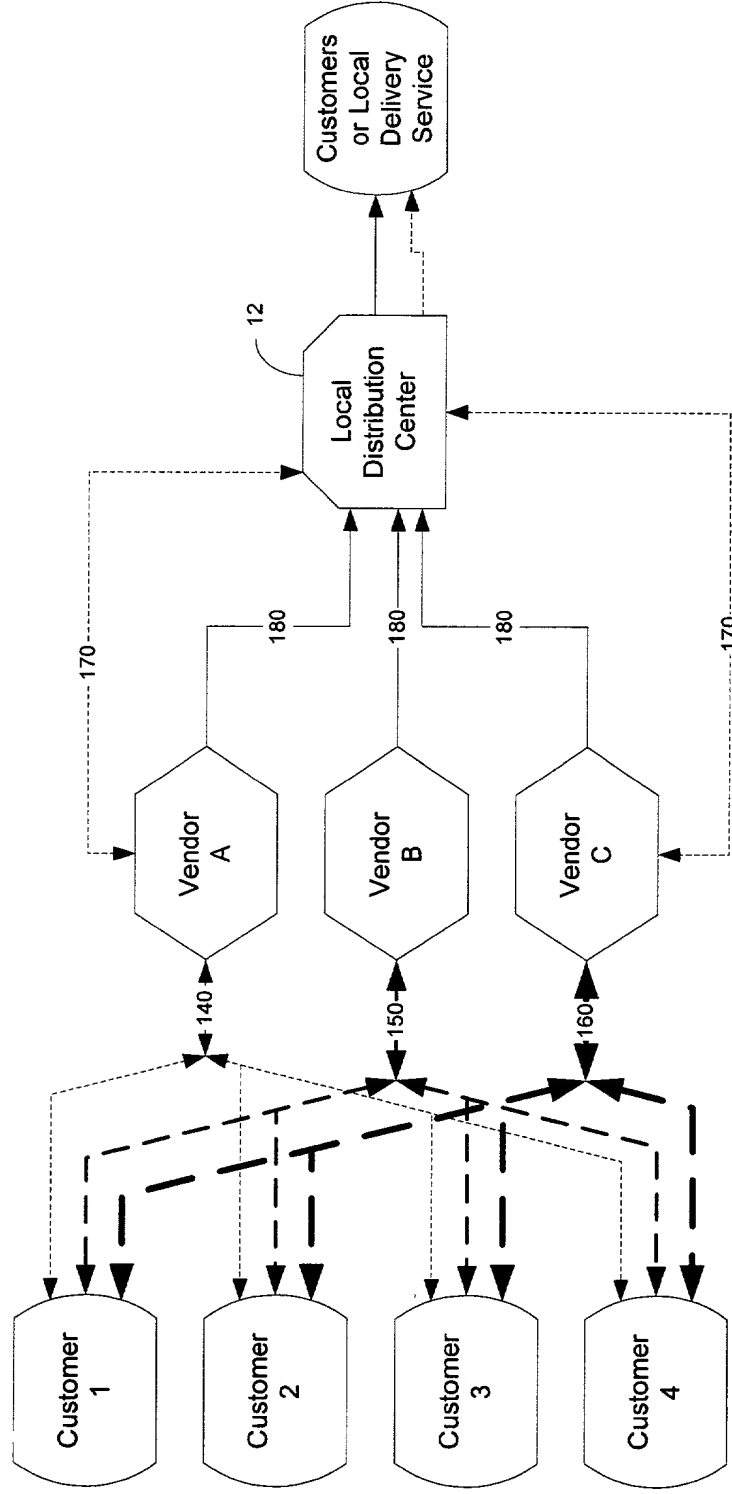 Customer
1
Customer
2
Customer
3
Customer
4
140
150
160
Vendor
A
Vendor
B
Vendor
C
170
180
180
180
170
12
Local
Distribution
Center
Customers
or Local
Delivery
Service